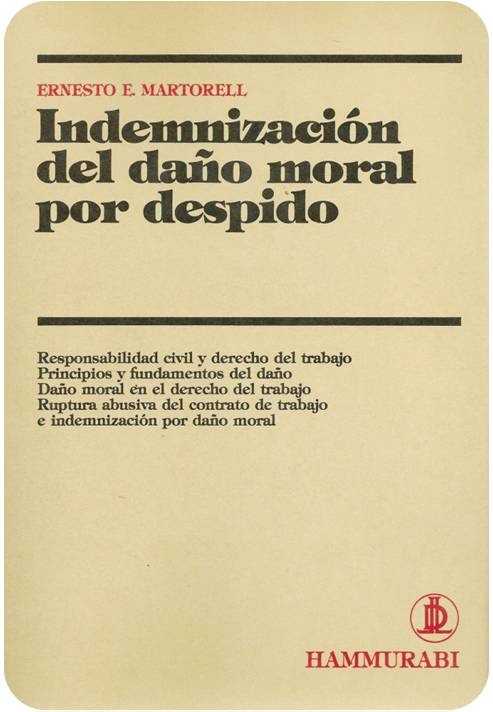 ERNESTO E. MARTORELL
Indemnización
del daño moral
por despido
Responsabilidad civil y derecho del trabajo
Principios y fundamentos del daño
Daño moral en el derecho del trabajo
Ruptura abusiva del contrato de trabajo
e indemnización por daño moral
HAMMURABI